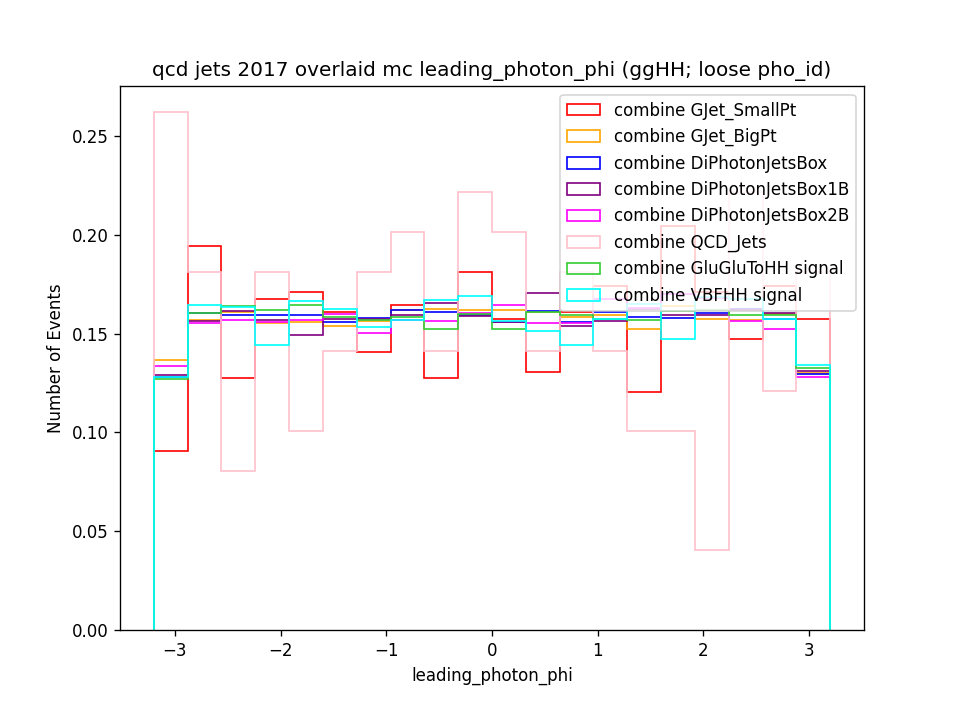 qcd jets 2017 overlaid mc leading_photon_phi (ggHH; loose pho_id)
combine GJet_SmallPt
combine GJet_BigPt
combine DiPhotonJetsBox
combine DiPhotonJetsBox1B
combine DiPhotonJetsBox2B
combine QCD_Jets
combine GluGluToHH signal
combine VBFHH signal
Number of Events
0.25
0.20
0.15
0.10
0.05
0.00
−3 −2 −1 0 1 2 3
leading_photon_phi